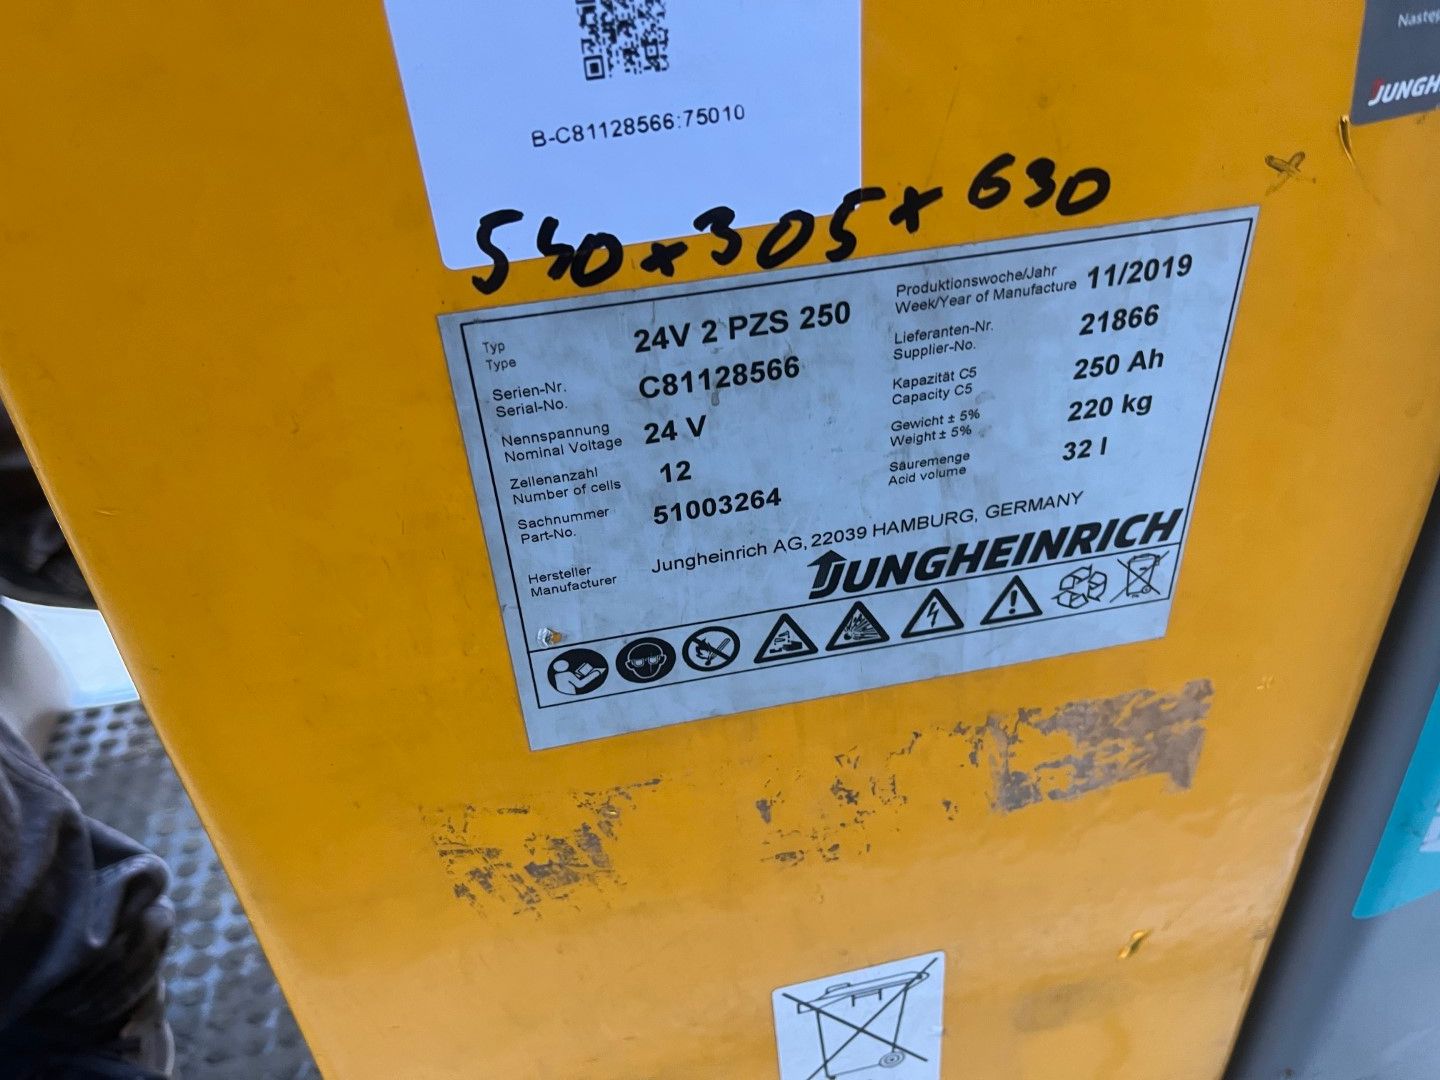 Następ
JUNGH
B-C81128566:75010
540x305x630
Typ
Type
24V 2 PZS 250
Serien-Nr.
Serial-No.
C81128566
Nennspannung
Nominal Voltage
24 V
Zellenanzahl
Number of cells
12
Sachnummer
Part-No.
51003264
Hersteller
Manufacturer
Jungheinrich AG, 22039 HAMBURG, GERMANY
Produktionswoche/Jahr
Week/Year of Manufacture
11/2019
Lieferanten-Nr.
Supplier-No.
21866
Kapazität C5
Capacity C5
250 Ah
Gewicht ± 5%
Weight ± 5%
220 kg
Säuremenge
Acid volume
32 l
JUNGHEINRICH